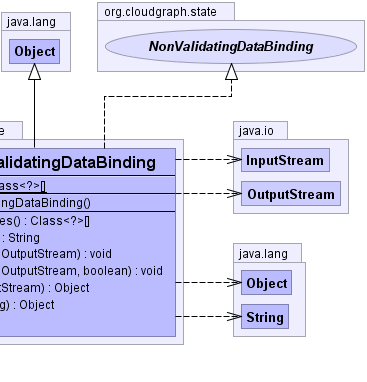 java.lang
Object
org.cloudgraph.state
NonValidatingDataBinding
e
alidatingDataBinding
ass<?>[]
ngDataBinding()
es() : Class<?>[]
) : String
OutputStream) : void
OutputStream, boolean) : void
tStream) : Object
g) : Object
java.io
InputStream
OutputStream
java.lang
Object
String